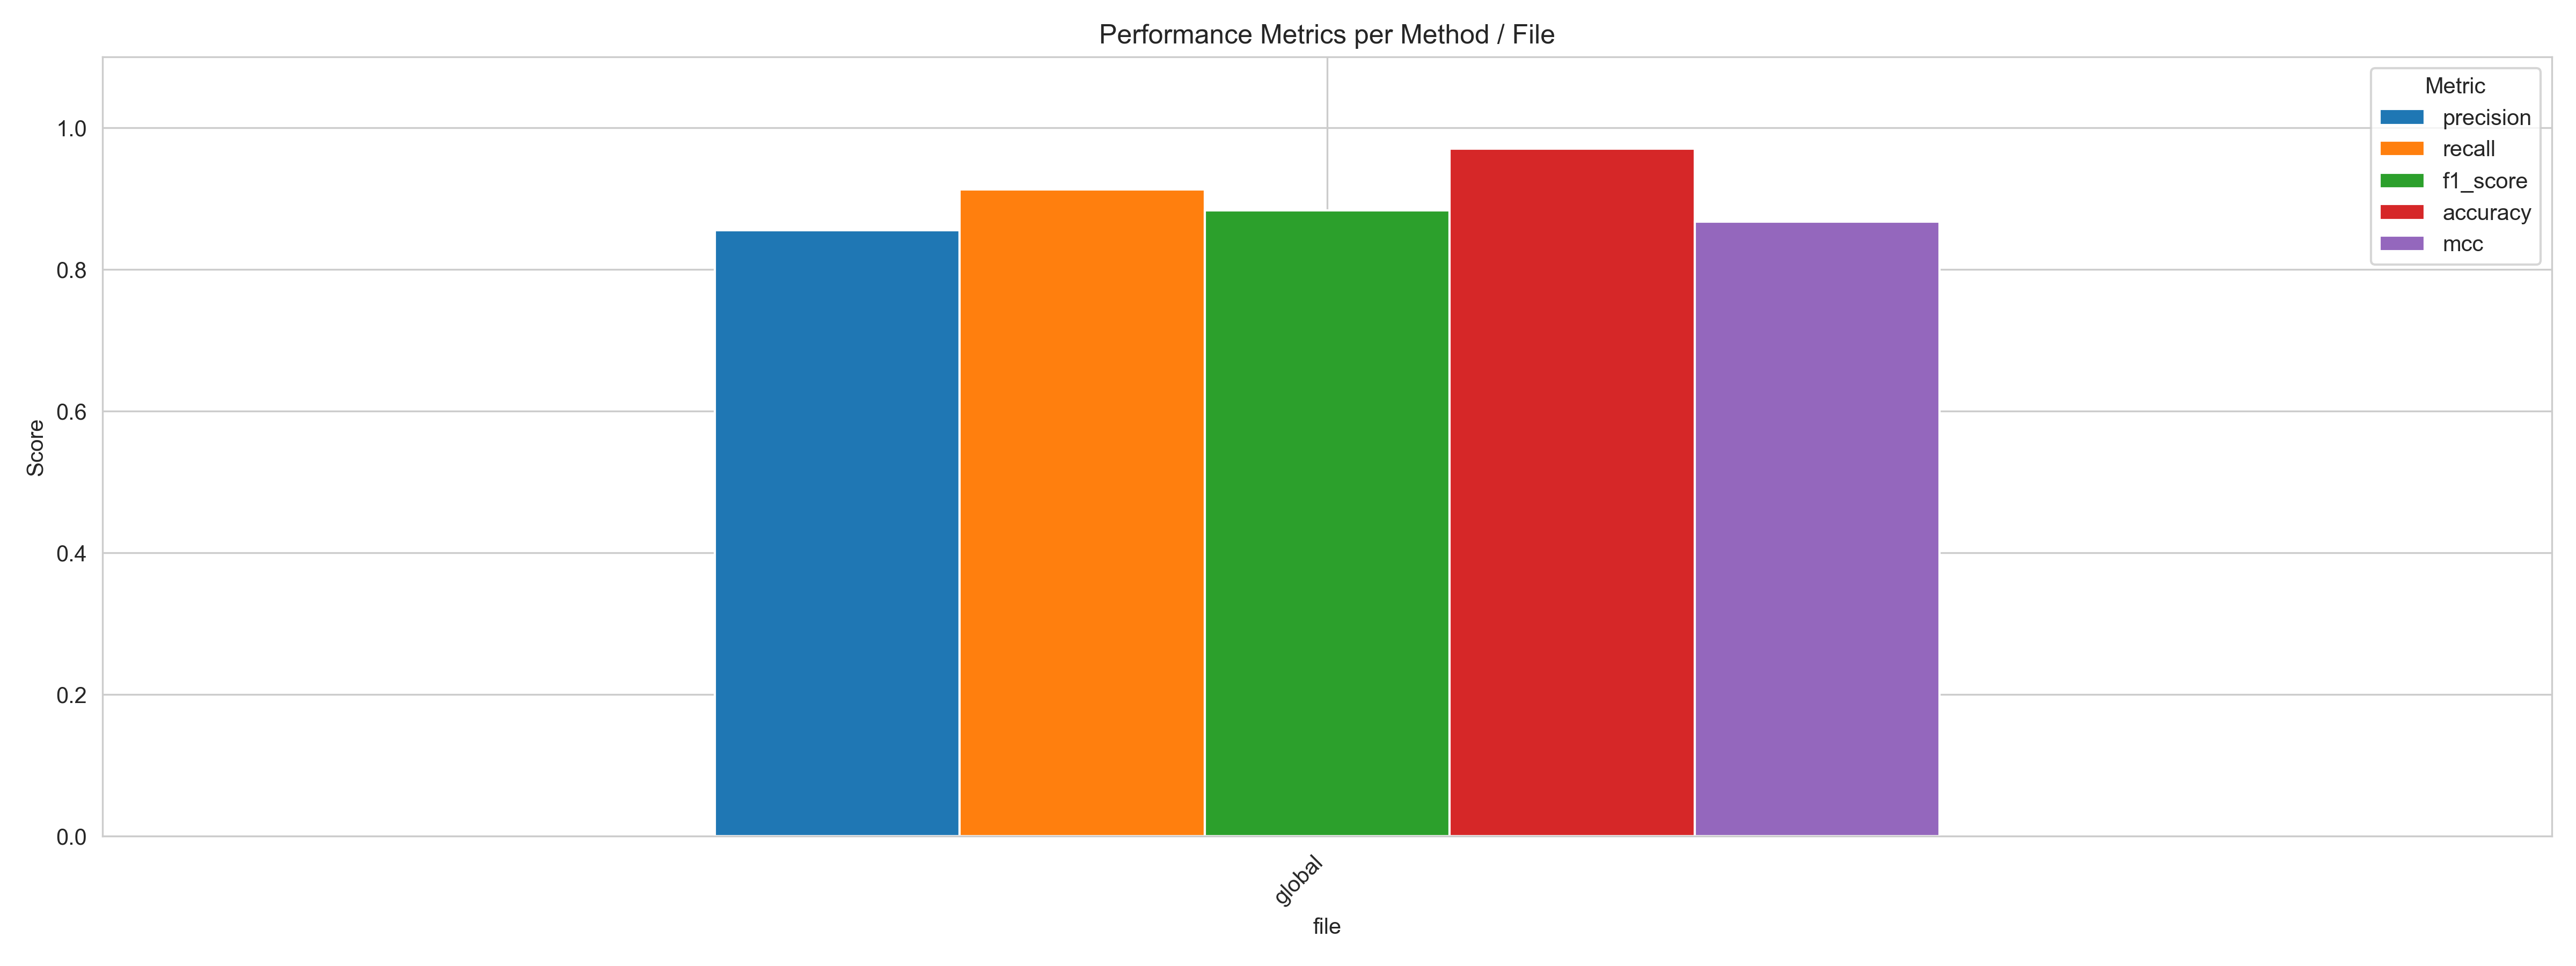 Performance Metrics per Method / File
Metric
precision
recall
f1_score
accuracy
mcc
Score
1.0
0.8
0.6
0.4
0.2
0.0
global
file